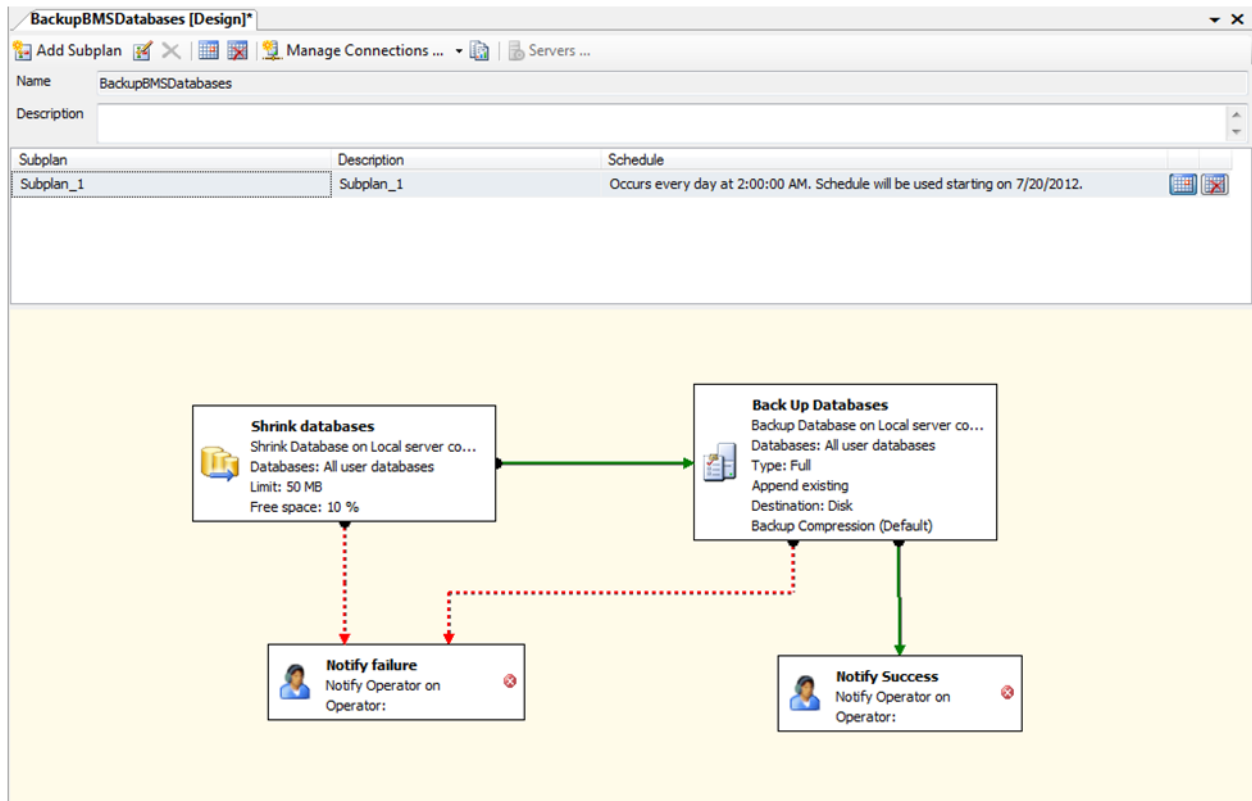 BackupBMSDatabases [Design]*
Add Subplan Manage Connections ... Servers ...
Name BackupBMSDatabases
Description
Subplan Description Schedule
Subplan_1 Subplan_1 Occurs every day at 2:00:00 AM. Schedule will be used starting on 7/20/2012.
Shrink databases
Shrink Database on Local server co...
Databases: All user databases
Limit: 50 MB
Free space: 10 %
Back Up Databases
Backup Database on Local server co...
Databases: All user databases
Type: Full
Append existing
Destination: Disk
Backup Compression (Default)
Notify failure
Notify Operator on
Operator:
Notify Success
Notify Operator on
Operator: